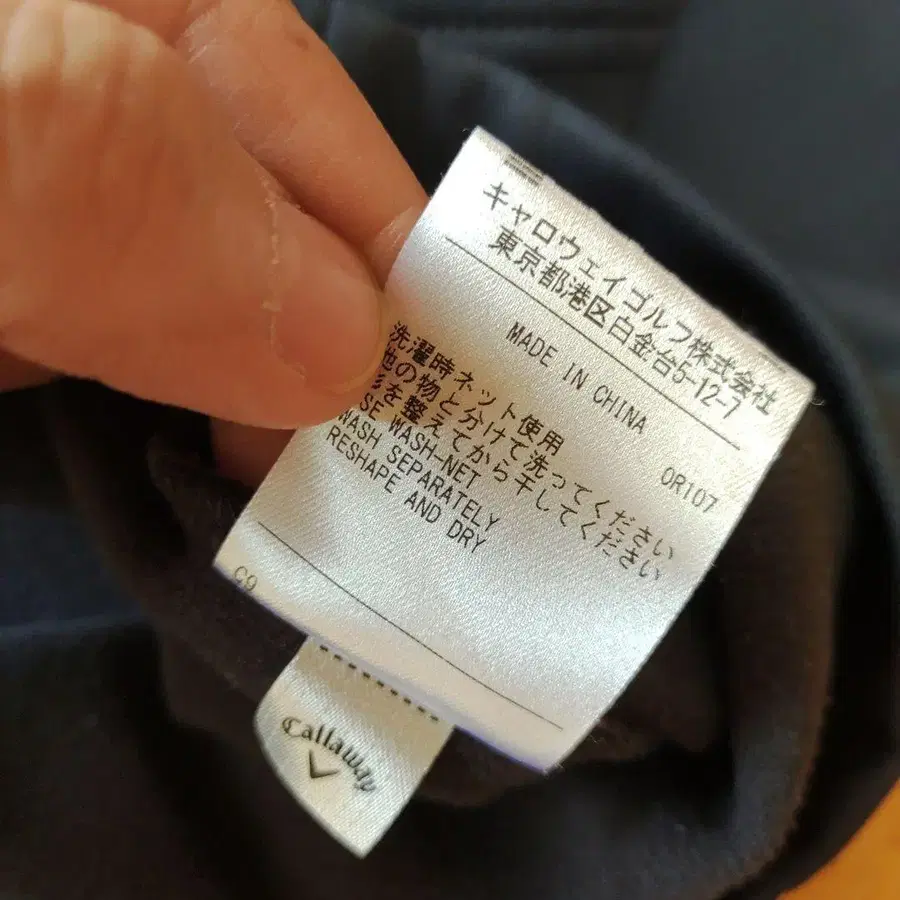 キャロウェイゴルフ株式会社
東京都港区白金台5-12-7
MADE IN CHINA
OR107
洗濯時ネット使用
他の物と分けて洗ってください
形を整えてから干してください
USE WASH-NET
WASH SEPARATELY
RESHAPE AND DRY
C9
Callaway